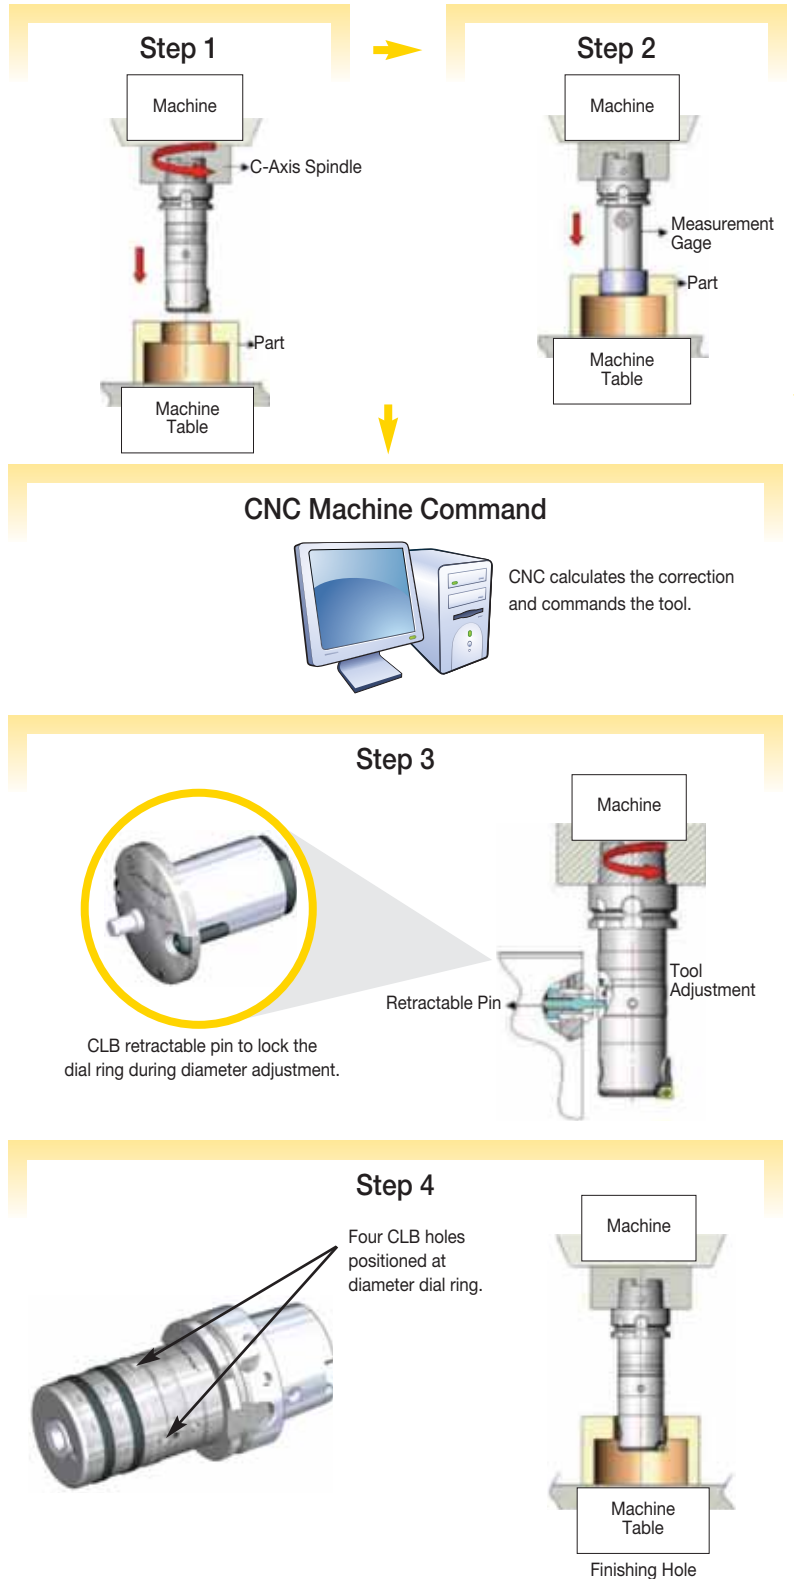 Step 1
Machine
C-Axis Spindle
Part
Machine
Table
Step 2
Machine
Measurement
Gage
Part
Machine
Table
CNC Machine Command
CNC calculates the correction
and commands the tool.
Step 3
Machine
Tool
Adjustment
Retractable Pin
CLB retractable pin to lock the
dial ring during diameter adjustment.
Step 4
Four CLB holes
positioned at
diameter dial ring.
Machine
Machine
Table
Finishing Hole